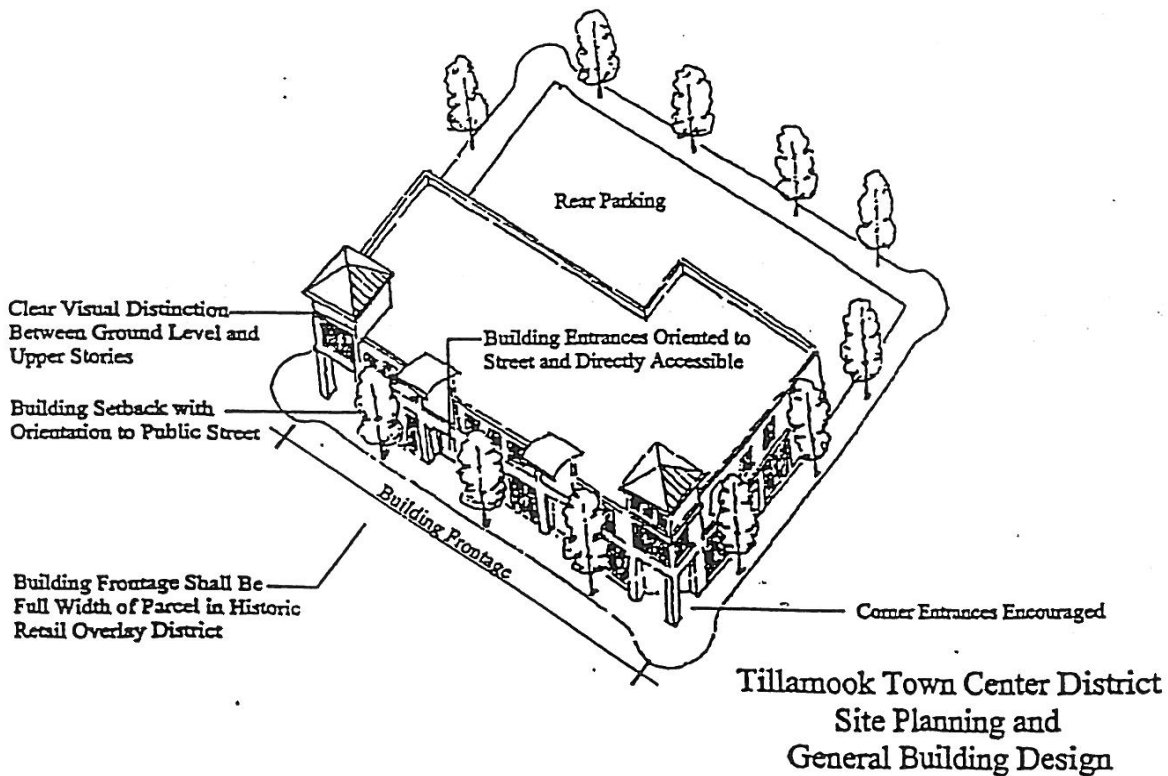 Rear Parking
Clear Visual Distinction
Between Ground Level and
Upper Stories
Building Entrances Oriented to
Street and Directly Accessible
Building Setback with
Orientation to Public Street
Building Frontage
Building Frontage Shall Be
Full Width of Parcel in Historic
Retail Overlay District
Corner Entrances Encouraged
Tillamook Town Center District
Site Planning and
General Building Design